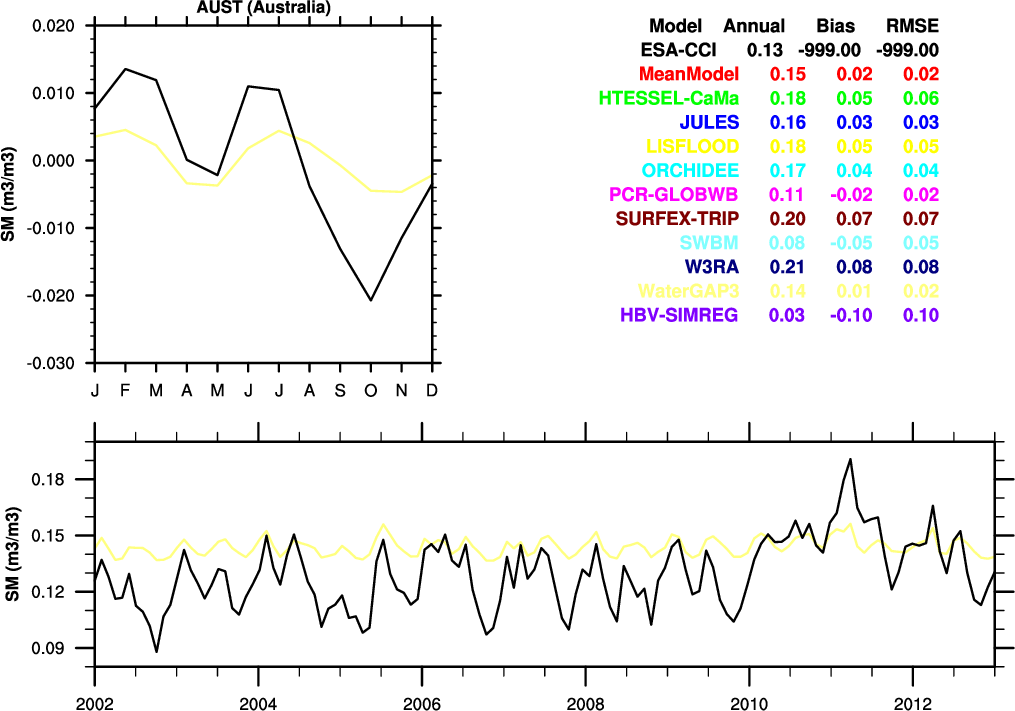 AUST (Australia)
0.020
0.010
0.000
-0.010
-0.020
-0.030
SM (m3/m3)
J F M A M J J A S O N D
Model Annual Bias RMSE
ESA-CCI 0.13 -999.00 -999.00
MeanModel 0.15 0.02 0.02
HTESSEL-CaMa 0.18 0.05 0.06
JULES 0.16 0.03 0.03
LISFLOOD 0.18 0.05 0.05
ORCHIDEE 0.17 0.04 0.04
PCR-GLOBWB 0.11 -0.02 0.02
SURFEX-TRIP 0.20 0.07 0.07
SWBM 0.08 -0.05 0.05
W3RA 0.21 0.08 0.08
WaterGAP3 0.14 0.01 0.02
HBV-SIMREG 0.03 -0.10 0.10
0.18
0.15
0.12
0.09
SM (m3/m3)
2002 2004 2006 2008 2010 2012